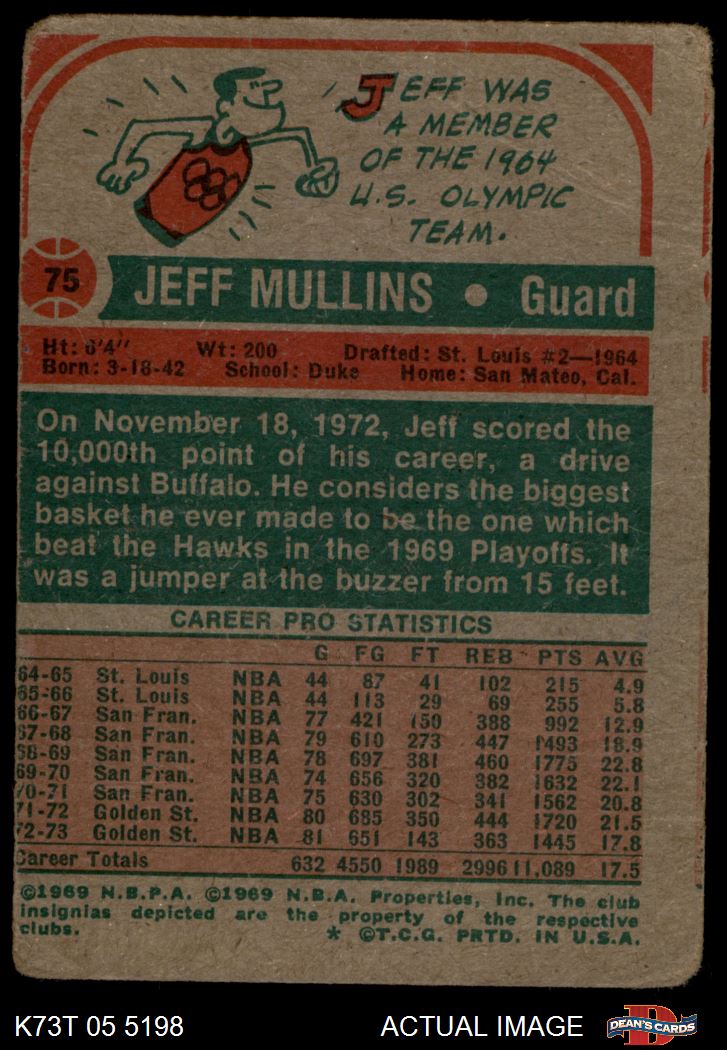 JEFF WAS
A MEMBER
OF THE 1964
U.S. OLYMPIC
TEAM.
75 JEFF MULLINS • Guard
Ht: 6'4" Wt: 200 Drafted: St. Louis #2—1964
Born: 3-18-42 School: Duke Home: San Mateo, Cal.
On November 18, 1972, Jeff scored the
10,000th point of his career, a drive
against Buffalo. He considers the biggest
basket he ever made to be the one which
beat the Hawks in the 1969 Playoffs. It
was a jumper at the buzzer from 15 feet.
CAREER PRO STATISTICS
G FG FT REB PTS AVG
64-65 St. Louis NBA 44 87 41 102 215 4.9
65-66 St. Louis NBA 44 113 29 69 255 5.8
66-67 San Fran. NBA 77 421 150 388 992 12.9
67-68 San Fran. NBA 79 610 273 447 1493 18.9
68-69 San Fran. NBA 78 697 381 460 1775 22.8
69-70 San Fran. NBA 74 656 320 382 1632 22.1
70-71 San Fran. NBA 75 630 302 341 1562 20.8
71-72 Golden St. NBA 80 685 350 444 1720 21.5
72-73 Golden St. NBA 81 651 143 363 1445 17.8
Career Totals 632 4550 1989 2996 11,089 17.5
©1969 N.B.P.A. ©1969 N.B.A. Properties, Inc. The club
insignias depicted are the property of the respective
clubs. * ©T.C.G. PRTD. IN U.S.A.
K73T 05 5198 ACTUAL IMAGE D DEAN'S CARDS